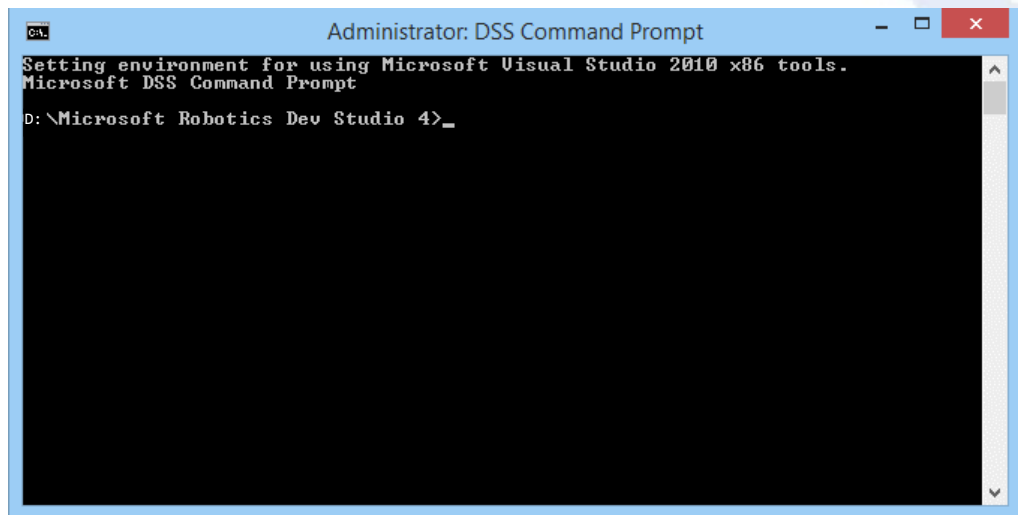 Administrator: DSS Command Prompt
Setting environment for using Microsoft Visual Studio 2010 x86 tools.
Microsoft DSS Command Prompt
D:\Microsoft Robotics Dev Studio 4>_